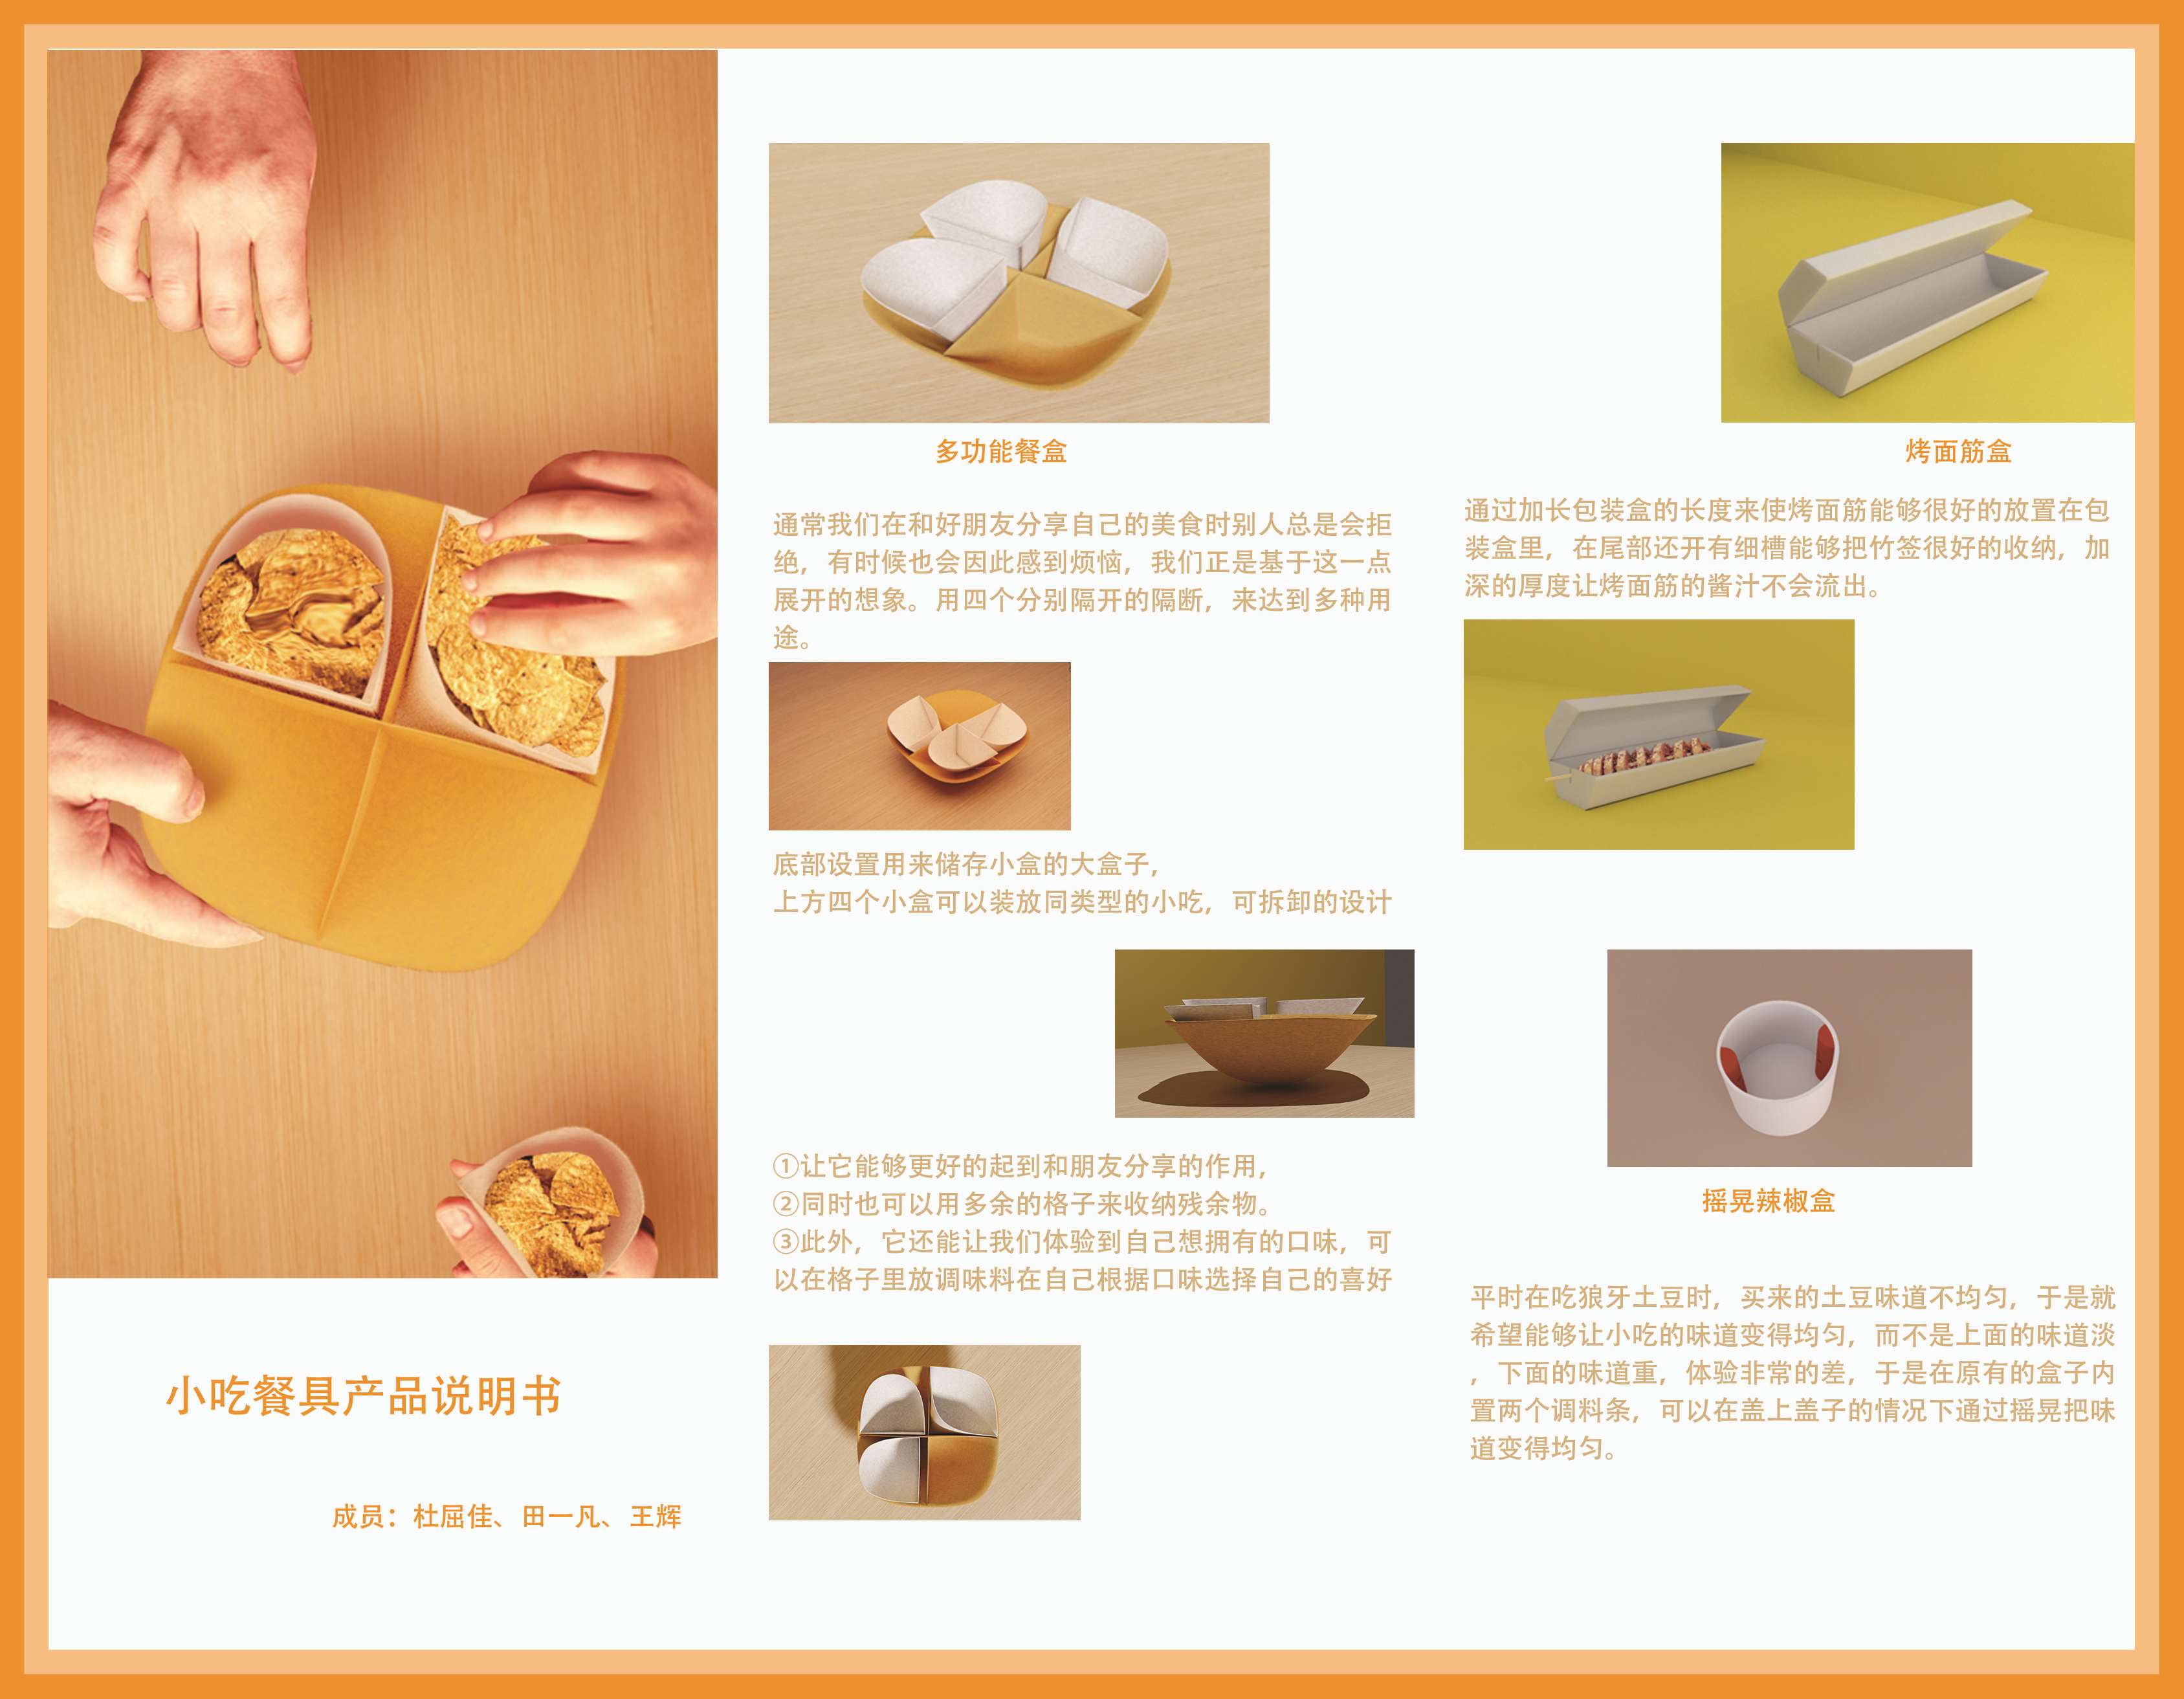 小吃餐具产品说明书
成员：杜屈佳、田一凡、王辉
多功能餐盒
通常我们在和好朋友分享自己的美食时别人总是会拒
绝，有时候也会因此感到烦恼，我们正是基于这一点
展开的想象。用四个分别隔开的隔断，来达到多种用
途。
底部设置用来储存小盒的大盒子，
上方四个小盒可以装放同类型的小吃，可拆卸的设计
①让它能够更好的起到和朋友分享的作用，
②同时也可以用多余的格子来收纳残余物。
③此外，它还能让我们体验到自己想拥有的口味，可
以在格子里放调味料在自己根据口味选择自己的喜好
烤面筋盒
通过加长包装盒的长度来使烤面筋能够很好的放置在包
装盒里，在尾部还开有细槽能够把竹签很好的收纳，加
深的厚度让烤面筋的酱汁不会流出。
摇晃辣椒盒
平时在吃狼牙土豆时，买来的土豆味道不均匀，于是就
希望能够让小吃的味道变得均匀，而不是上面的味道淡
，下面的味道重，体验非常的差，于是在原有的盒子内
置两个调料条，可以在盖上盖子的情况下通过摇晃把味
道变得均匀。